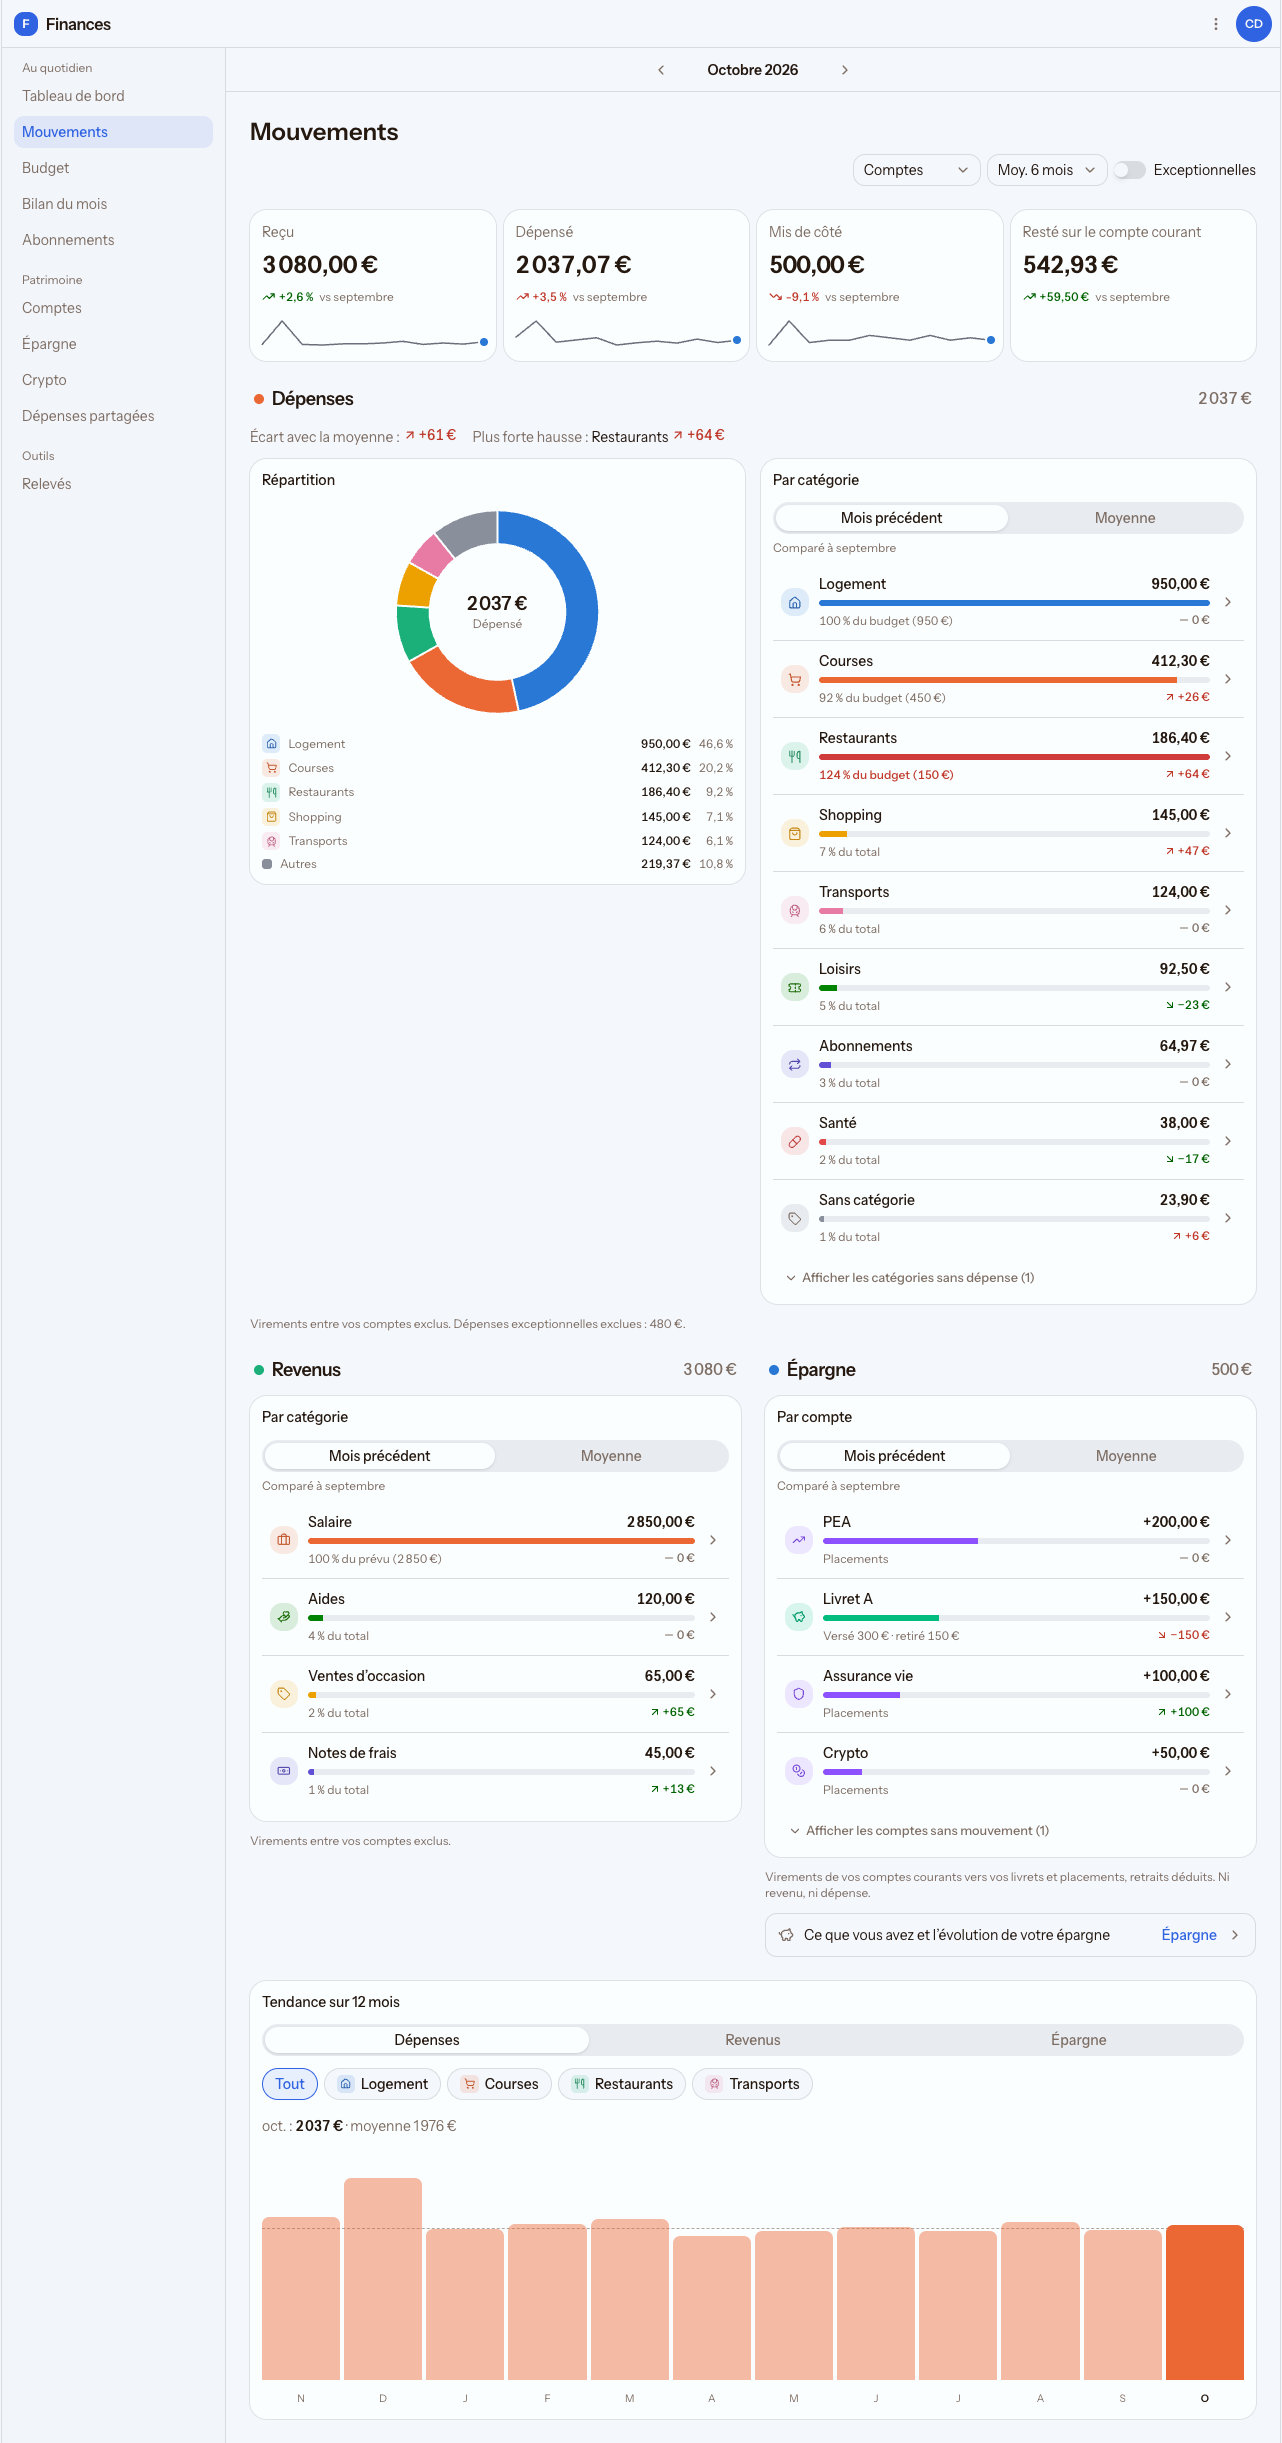 F Finances
CD
Au quotidien
Tableau de bord
Mouvements
Budget
Bilan du mois
Abonnements
Patrimoine
Comptes
Épargne
Crypto
Dépenses partagées
Outils
Relevés
Octobre 2026
Mouvements
Comptes
Moy. 6 mois
Exceptionnelles
Reçu
3 080,00 €
+2,6 % vs septembre
Dépensé
2 037,07 €
+3,5 % vs septembre
Mis de côté
500,00 €
-9,1 % vs septembre
Resté sur le compte courant
542,93 €
+59,50 € vs septembre
Dépenses
2 037 €
Écart avec la moyenne : +61 € Plus forte hausse : Restaurants +64 €
Répartition
2 037 €
Dépensé
Logement 950,00 € 46,6 %
Courses 412,30 € 20,2 %
Restaurants 186,40 € 9,2 %
Shopping 145,00 € 7,1 %
Transports 124,00 € 6,1 %
Autres 219,37 € 10,8 %
Par catégorie
Mois précédent Moyenne
Comparé à septembre
Logement 950,00 €
100 % du budget (950 €) — 0 €
Courses 412,30 €
92 % du budget (450 €) +26 €
Restaurants 186,40 €
124 % du budget (150 €) +64 €
Shopping 145,00 €
7 % du total +47 €
Transports 124,00 €
6 % du total — 0 €
Loisirs 92,50 €
5 % du total −23 €
Abonnements 64,97 €
3 % du total — 0 €
Santé 38,00 €
2 % du total −17 €
Sans catégorie 23,90 €
1 % du total +6 €
Afficher les catégories sans dépense (1)
Virements entre vos comptes exclus. Dépenses exceptionnelles exclues : 480 €.
Revenus 3 080 €
Par catégorie
Mois précédent Moyenne
Comparé à septembre
Salaire 2 850,00 €
100 % du prévu (2 850 €) — 0 €
Aides 120,00 €
4 % du total — 0 €
Ventes d’occasion 65,00 €
2 % du total +65 €
Notes de frais 45,00 €
1 % du total +13 €
Virements entre vos comptes exclus.
Épargne 500 €
Par compte
Mois précédent Moyenne
Comparé à septembre
PEA +200,00 €
Placements — 0 €
Livret A +150,00 €
Versé 300 € · retiré 150 € −150 €
Assurance vie +100,00 €
Placements +100 €
Crypto +50,00 €
Placements — 0 €
Afficher les comptes sans mouvement (1)
Virements de vos comptes courants vers vos livrets et placements, retraits déduits. Ni
revenu, ni dépense.
Ce que vous avez et l’évolution de votre épargne Épargne
Tendance sur 12 mois
Dépenses Revenus Épargne
Tout Logement Courses Restaurants Transports
oct. : 2 037 € · moyenne 1 976 €
N D J F M A M J J A S O